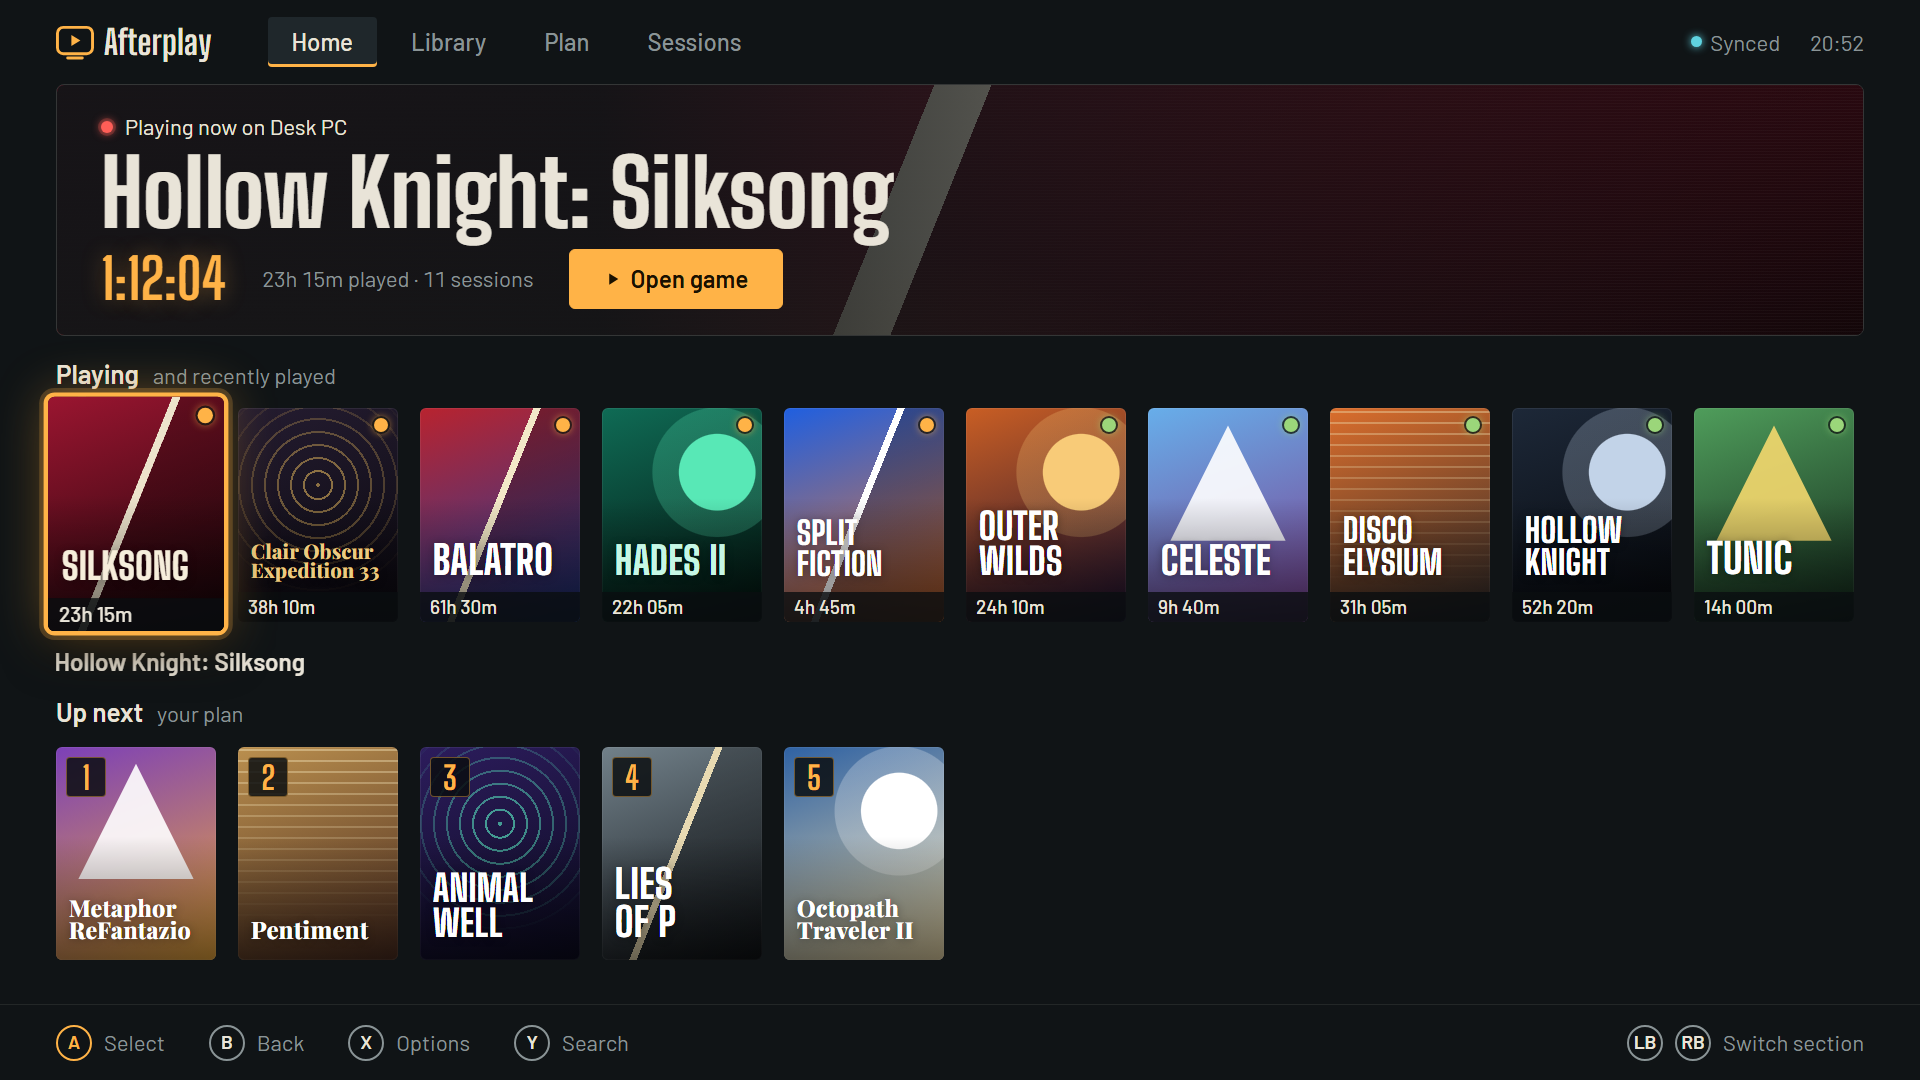 Afterplay
Home
Library
Plan
Sessions
Synced
20:52
Playing now on Desk PC
Hollow Knight: Silksong
1:12:04
23h 15m played · 11 sessions
Open game
Playing and recently played
SILKSONG
23h 15m
Clair Obscur
Expedition 33
38h 10m
BALATRO
61h 30m
HADES II
22h 05m
SPLIT
FICTION
4h 45m
OUTER
WILDS
24h 10m
CELESTE
9h 40m
DISCO
ELYSIUM
31h 05m
HOLLOW
KNIGHT
52h 20m
TUNIC
14h 00m
Hollow Knight: Silksong
Up next your plan
1
Metaphor
ReFantazio
2
Pentiment
3
ANIMAL
WELL
4
LIES
OF P
5
Octopath
Traveler II
A Select
B Back
X Options
Y Search
LB RB Switch section